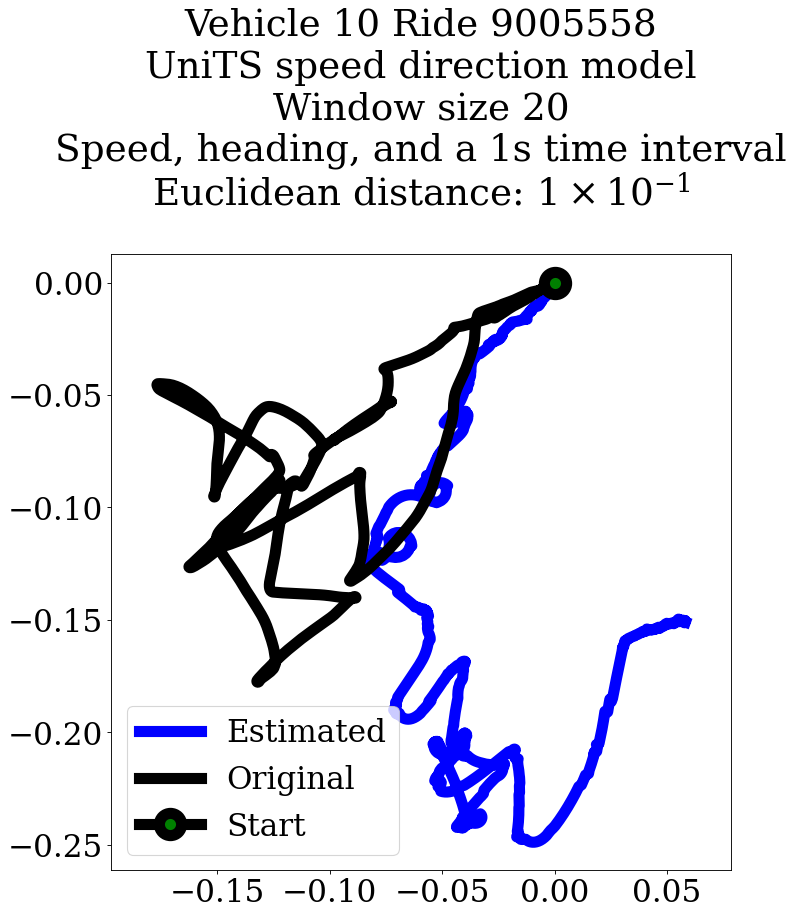 Vehicle 10 Ride 9005558
UniTS speed direction model
Window size 20
Speed, heading, and a 1s time interval
Euclidean distance: 1 × 10⁻¹
0.00
−0.05
−0.10
−0.15
−0.20
−0.25
Estimated
Original
Start
−0.15
−0.10
−0.05
0.00
0.05